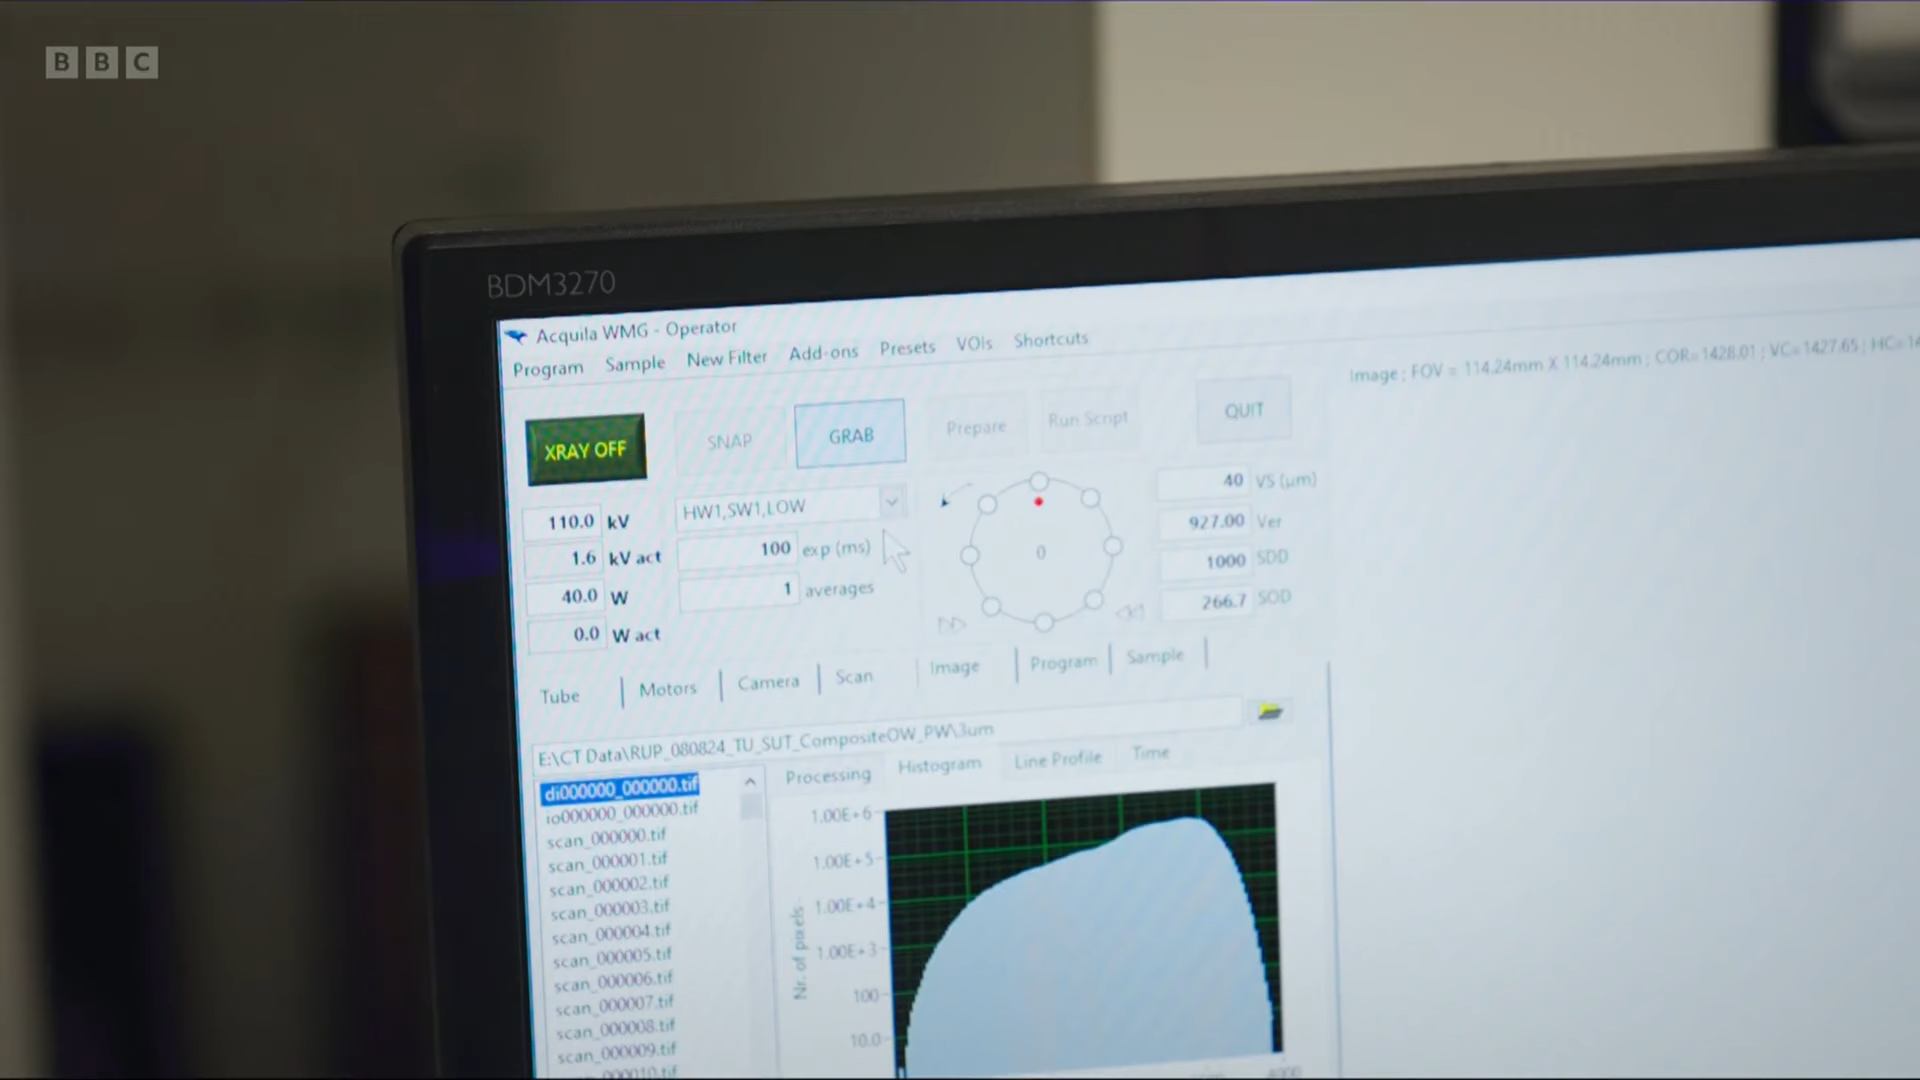 BBC
BDM3270
Acquila WMG - Operator
Program Sample New Filter Add-ons Presets VOIs Shortcuts
Image ; FOV = 114.24mm X 114.24mm ; COR= 1428.01 ; VC= 1427.65 ; HC=
XRAY OFF SNAP GRAB Prepare Run Script QUIT
110.0 kV
HW1,SW1,LOW
40 VS (μm)
1.6 kV act
100 exp (ms)
927.00 Ver
40.0 W
1 averages
0
1000 SDD
0.0 W act
266.7 SOD
Tube Motors Camera Scan Image Program Sample
E:\CT Data\RUP_080824_TU_SUT_CompositeOW_PW\3um
Processing Histogram Line Profile Time
di000000_000000.tif
io000000_000000.tif
scan_000000.tif
scan_000001.tif
scan_000002.tif
scan_000003.tif
scan_000004.tif
scan_000005.tif
scan_000006.tif
scan_000007.tif
scan_000008.tif
scan_000009.tif
Nr. of pixels
1.00E+6
1.00E+5
1.00E+4
1.00E+3
100
10.0